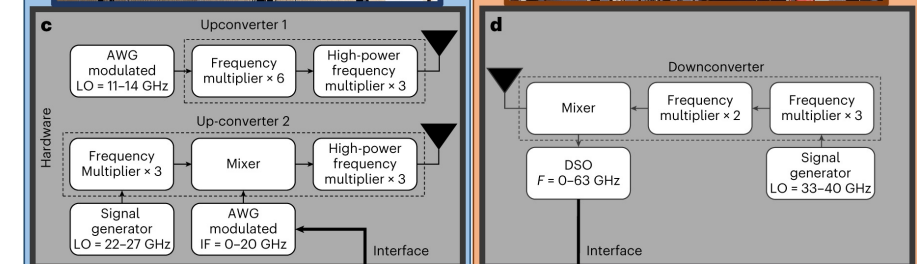 c
Upconverter 1
AWG
modulated
LO = 11–14 GHz
Frequency
multiplier × 6
High-power
frequency
multiplier × 3
Hardware
Up-converter 2
Frequency
Multiplier × 3
Mixer
High-power
frequency
multiplier × 3
Signal
generator
LO = 22–27 GHz
AWG
modulated
IF = 0–20 GHz
Interface
d
Downconverter
Mixer
Frequency
multiplier × 2
Frequency
multiplier × 3
DSO
F = 0–63 GHz
Signal
generator
LO = 33–40 GHz
Interface